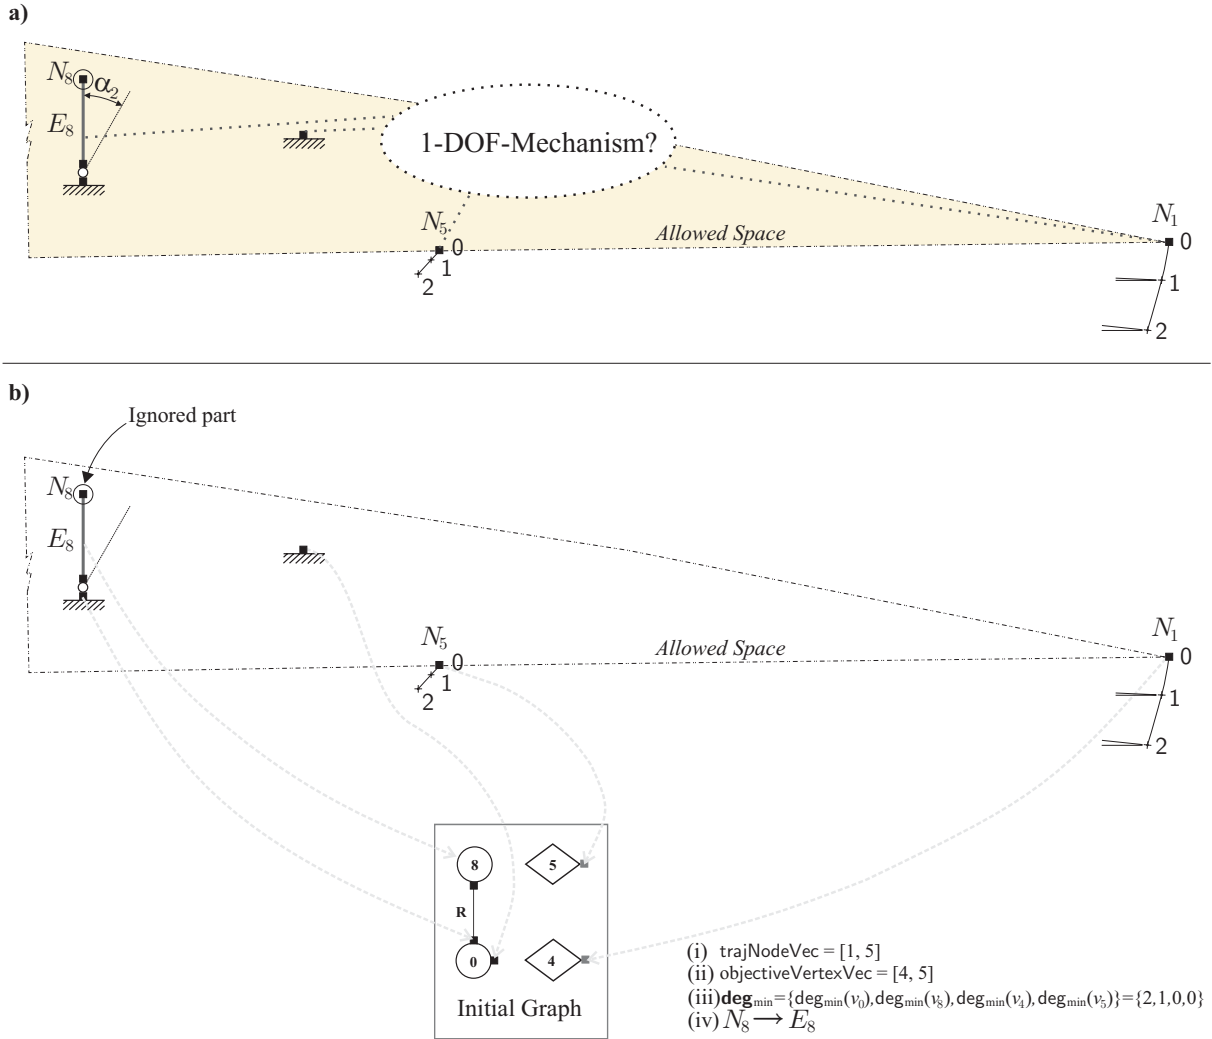 a)
N8
α2
E8
1-DOF-Mechanism?
N5
0
1
2
Allowed Space
N1
0
1
2
b)
Ignored part
N8
E8
N5
0
1
2
Allowed Space
N1
0
1
2
8
5
R
0
4
Initial Graph
(i) trajNodeVec = [1, 5]
(ii) objectiveVertexVec = [4, 5]
(iii) degmin={degmin(v0),degmin(v8),degmin(v4),degmin(v5)}={2,1,0,0}
(iv) N8 → E8